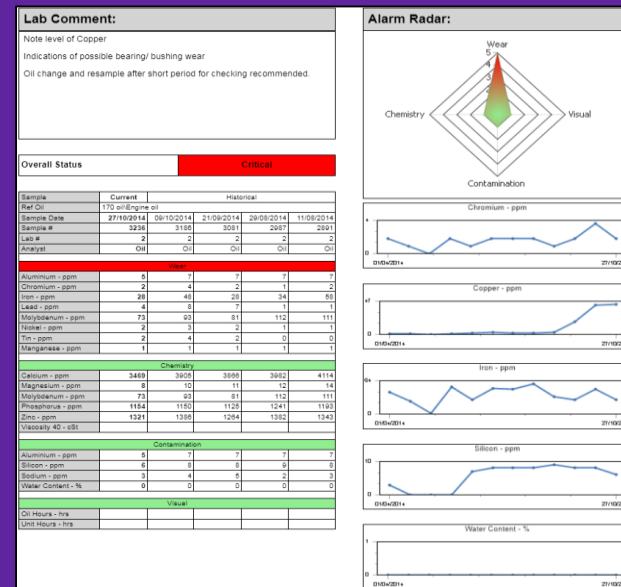 Lab Comment:
Note level of Copper
Indications of possible bearing/ bushing wear
Oil change and resample after short period for checking recommended.
Overall Status Critical
Sample Current Historical
Ref Oil 170 oil\Engine oil
Sample Date 27/10/2014 09/10/2014 21/09/2014 29/08/2014 11/08/2014
Sample # 3236 3186 3081 2987 2891
Lab # 2 2 2 2 2
Analyst Oil Oil Oil Oil Oil
Wear
Aluminium - ppm 5 7 7 7 7
Chromium - ppm 2 4 2 1 2
Iron - ppm 28 48 28 34 58
Lead - ppm 4 8 7 1 1
Molybdenum - ppm 73 93 81 112 111
Nickel - ppm 2 3 2 1 1
Tin - ppm 2 4 2 0 0
Manganese - ppm 1 1 1 1 1
Chemistry
Calcium - ppm 3469 3905 3866 3982 4114
Magnesium - ppm 8 10 11 12 14
Molybdenum - ppm 73 93 81 112 111
Phosphorus - ppm 1154 1150 1125 1241 1193
Zinc - ppm 1321 1386 1264 1382 1343
Viscosity 40 - cSt
Contamination
Aluminium - ppm 5 7 7 7 7
Silicon - ppm 6 8 8 9 8
Sodium - ppm 3 4 5 2 3
Water Content - % 0 0 0 0 0
Visual
Oil Hours - hrs
Unit Hours - hrs
Alarm Radar:
Wear
5
4
Chemistry Visual
Contamination
Chromium - ppm
0
Copper - ppm
0
Iron - ppm
0
Silicon - ppm
10
0
Water Content - %
1
0